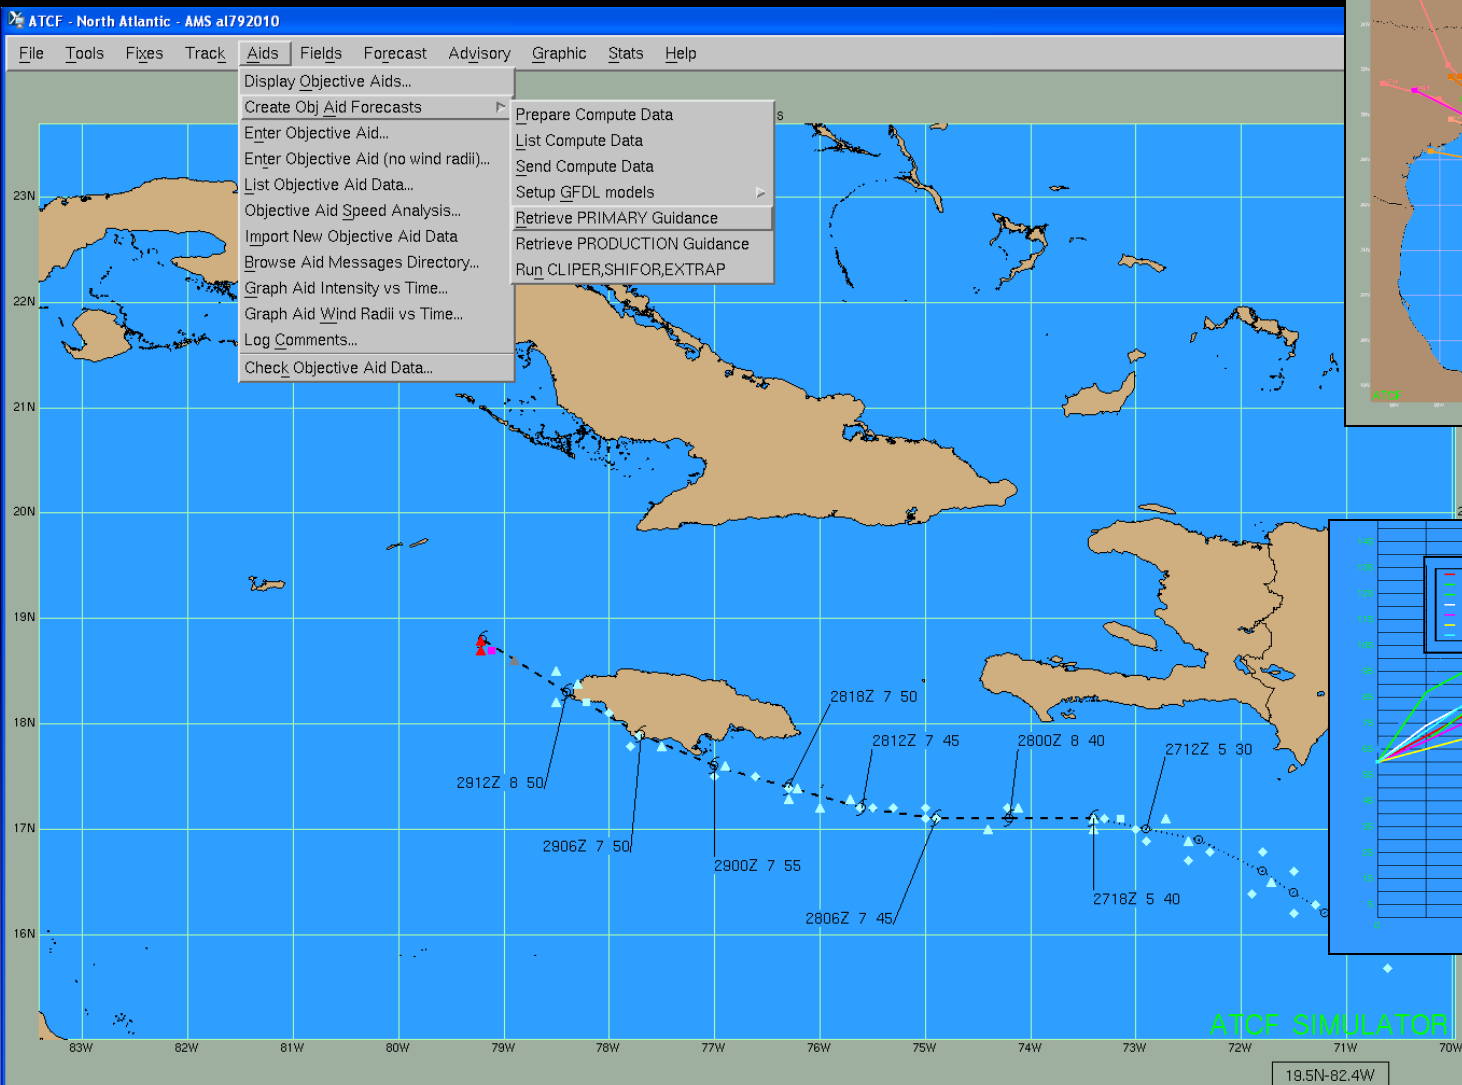 ATCF - North Atlantic - AMS al792010
File Tools Fixes Track Aids Fields Forecast Advisory Graphic Stats Help
Display Objective Aids...
Create Obj Aid Forecasts
Enter Objective Aid...
Enter Objective Aid (no wind radii)...
List Objective Aid Data...
Objective Aid Speed Analysis...
Import New Objective Aid Data
Browse Aid Messages Directory...
Graph Aid Intensity vs Time...
Graph Aid Wind Radii vs Time...
Log Comments...
Check Objective Aid Data...
Prepare Compute Data
List Compute Data
Send Compute Data
Setup GFDL models
Retrieve PRIMARY Guidance
Retrieve PRODUCTION Guidance
Run CLIPER,SHIFOR,EXTRAP
s
23N
22N
21N
20N
19N
18N
17N
16N
2818Z 7 50
2812Z 7 45
2800Z 8 40
2712Z 5 30
2912Z 8 50
2906Z 7 50
2900Z 7 55
2806Z 7 45
2718Z 5 40
ATCF
ATCF SIMULATOR
83W 82W 81W 80W 79W 78W 77W 76W 75W 74W 73W 72W 71W 70W
19.5N-82.4W